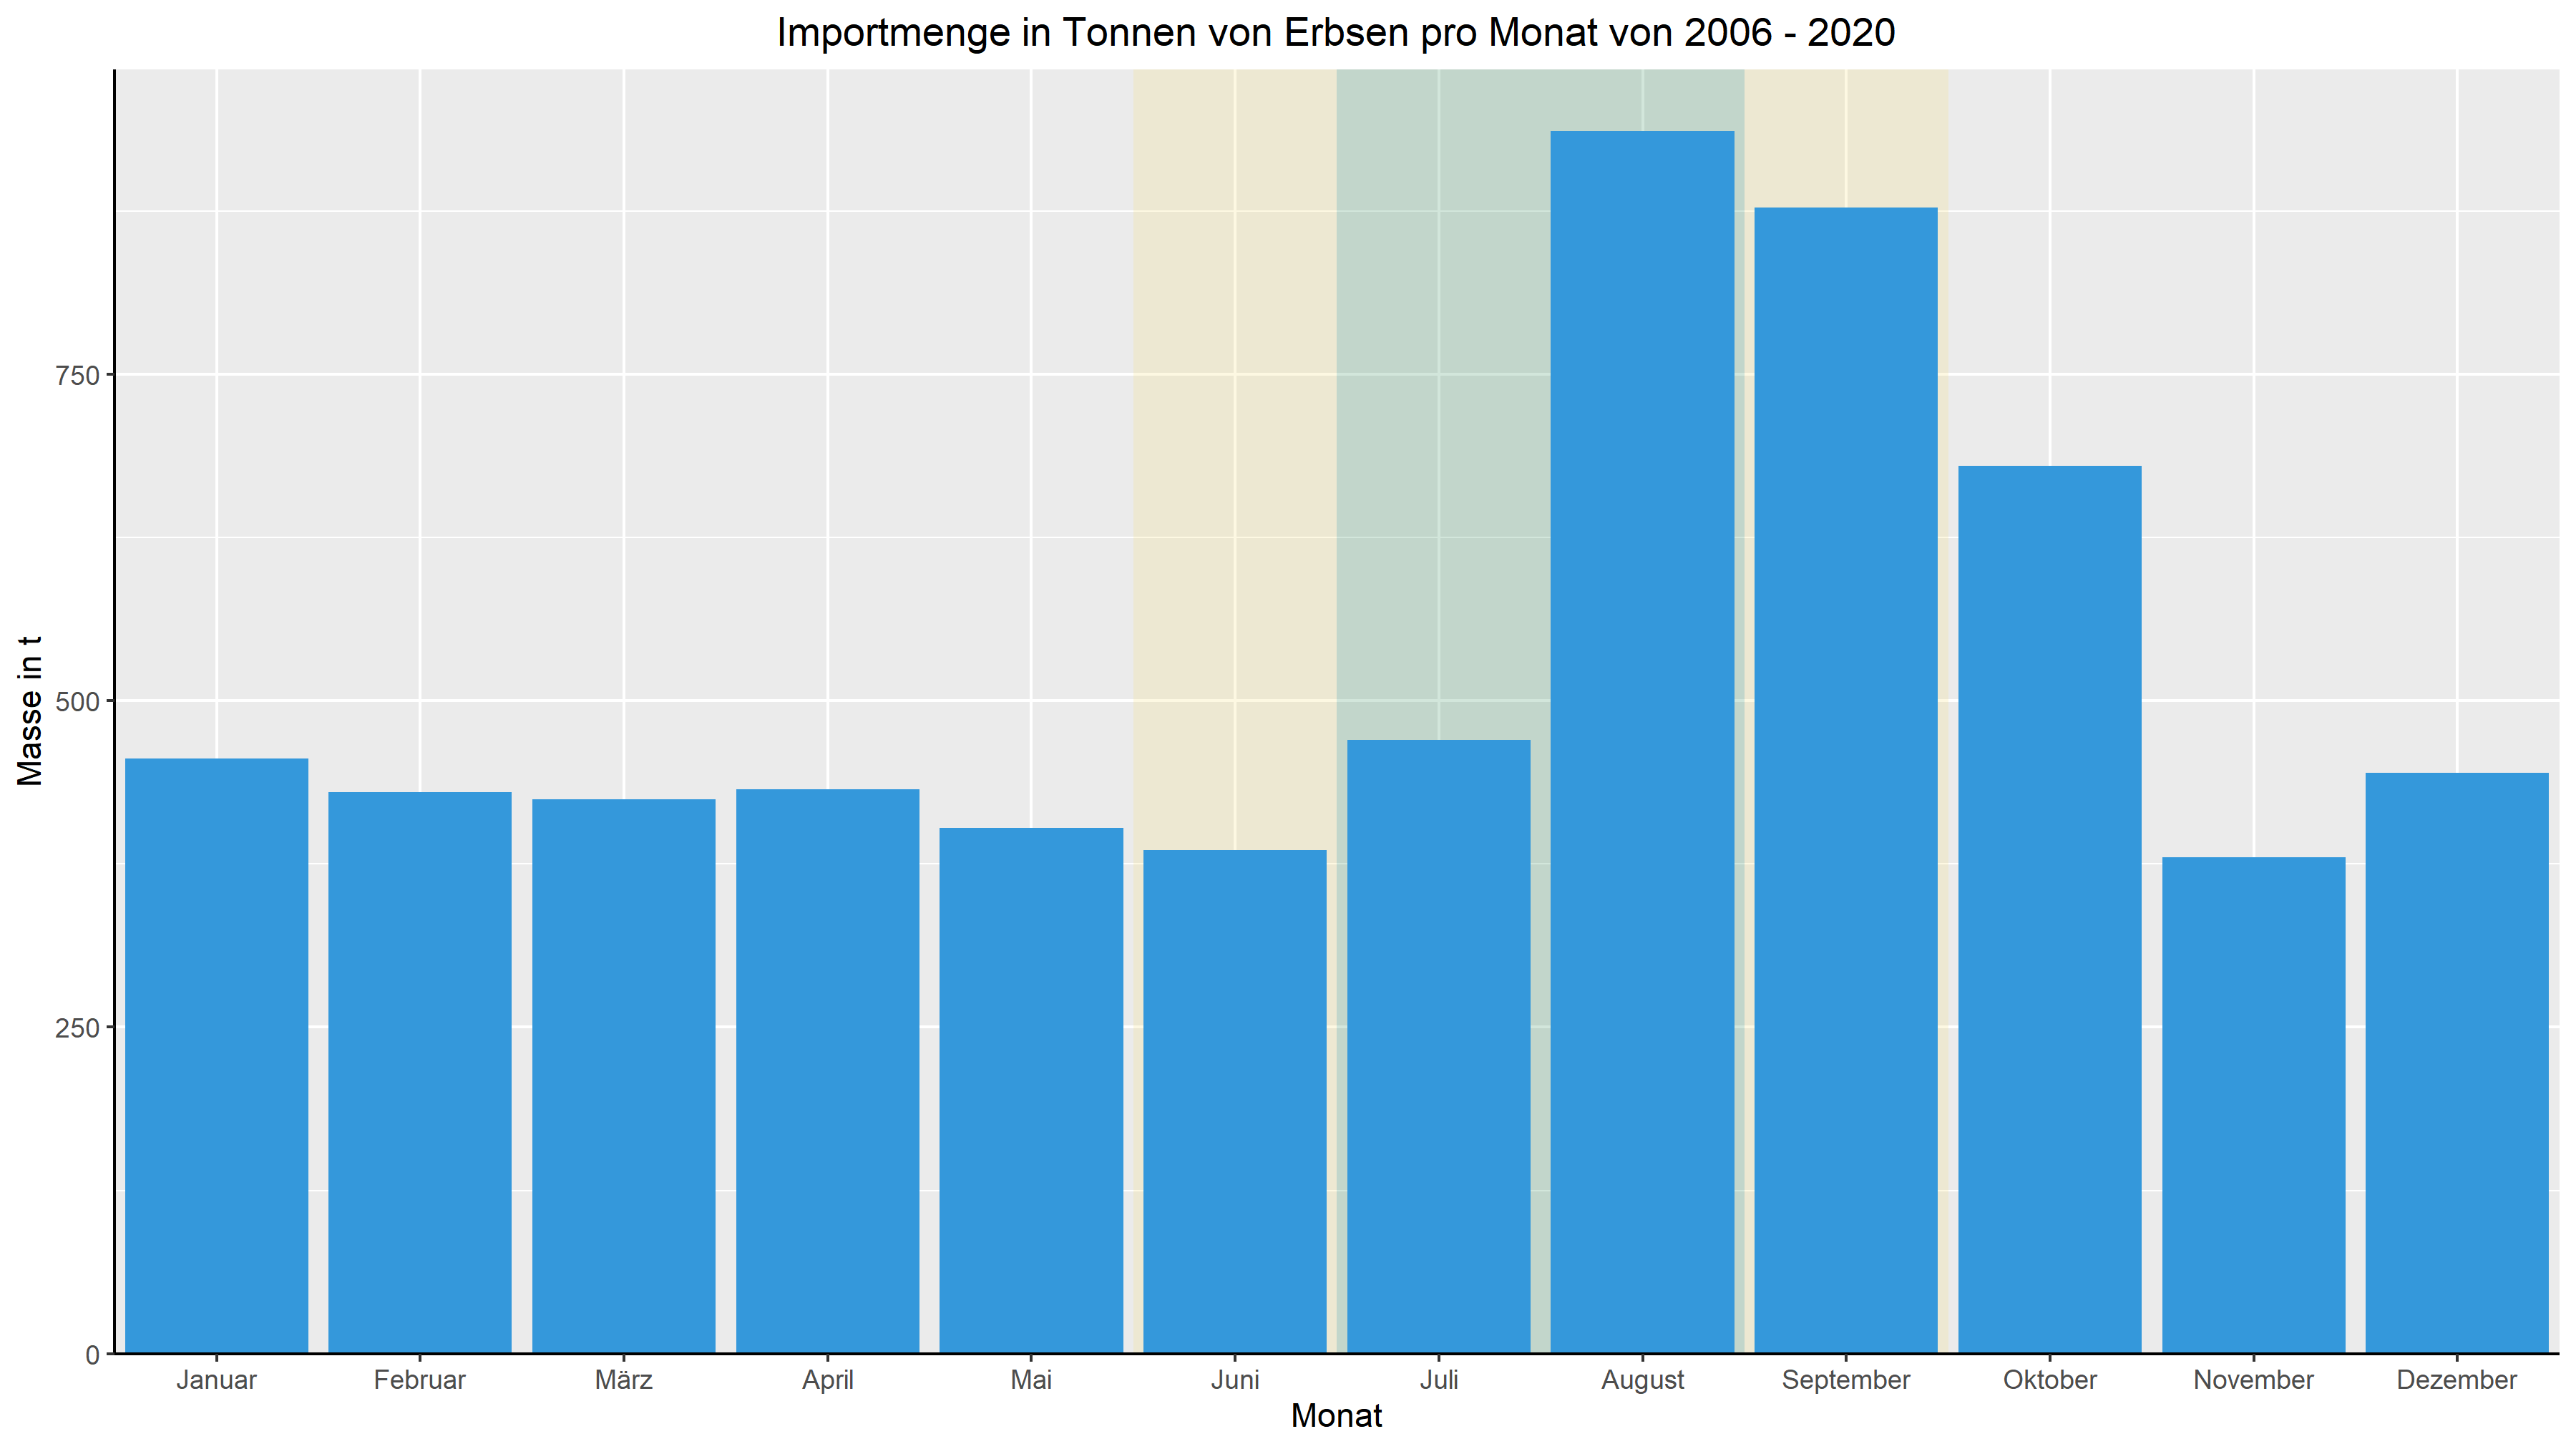 Importmenge in Tonnen von Erbsen pro Monat von 2006 - 2020
Masse in t
750
500
250
0
Januar Februar März April Mai Juni Juli August September Oktober November Dezember
Monat